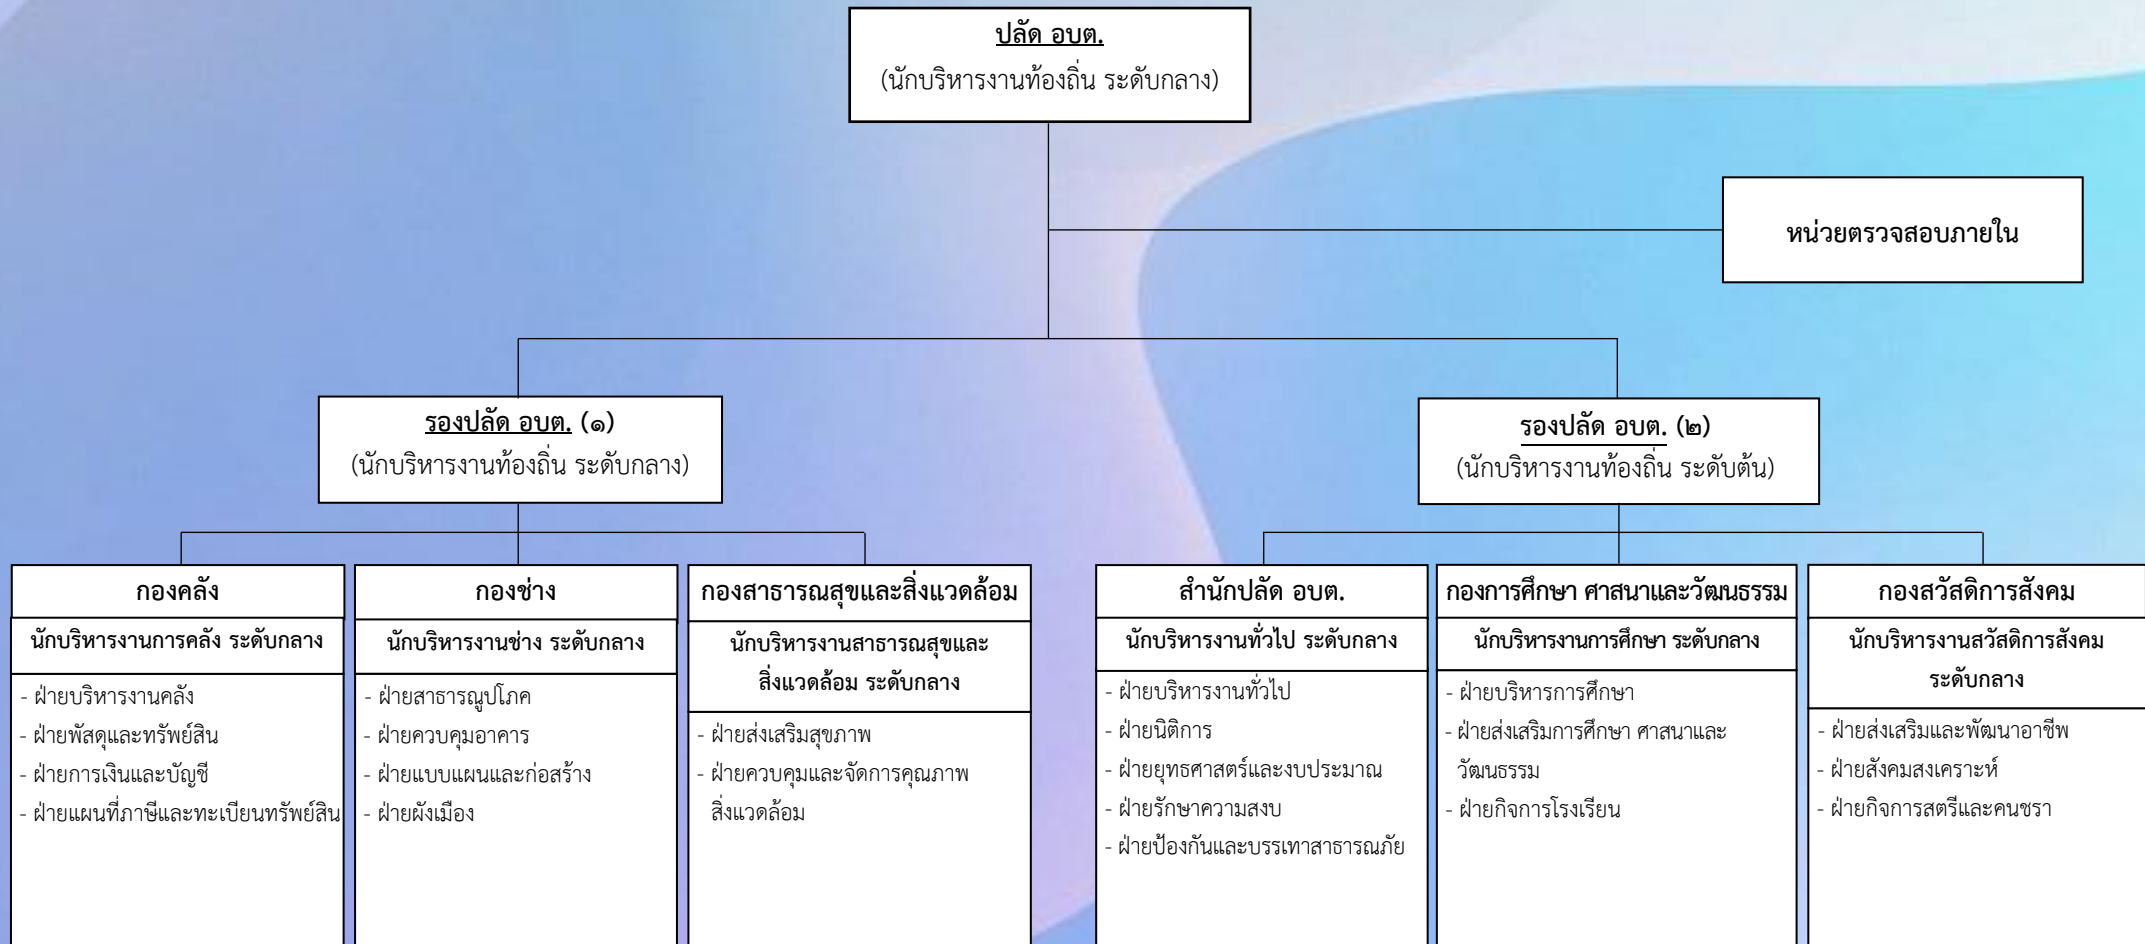 ปลัด อบต.
(นักบริหารงานท้องถิ่น ระดับกลาง)
หน่วยตรวจสอบภายใน
รองปลัด อบต. (๑)
(นักบริหารงานท้องถิ่น ระดับกลาง)
รองปลัด อบต. (๒)
(นักบริหารงานท้องถิ่น ระดับต้น)
กองคลัง
นักบริหารงานการคลัง ระดับกลาง
- ฝ่ายบริหารงานคลัง
- ฝ่ายพัสดุและทรัพย์สิน
- ฝ่ายการเงินและบัญชี
- ฝ่ายแผนที่ภาษีและทะเบียนทรัพย์สิน
กองช่าง
นักบริหารงานช่าง ระดับกลาง
- ฝ่ายสาธารณูปโภค
- ฝ่ายควบคุมอาคาร
- ฝ่ายแบบแผนและก่อสร้าง
- ฝ่ายผังเมือง
กองสาธารณสุขและสิ่งแวดล้อม
นักบริหารงานสาธารณสุขและ
สิ่งแวดล้อม ระดับกลาง
- ฝ่ายส่งเสริมสุขภาพ
- ฝ่ายควบคุมและจัดการคุณภาพ
สิ่งแวดล้อม
สำนักปลัด อบต.
นักบริหารงานทั่วไป ระดับกลาง
- ฝ่ายบริหารงานทั่วไป
- ฝ่ายนิติการ
- ฝ่ายยุทธศาสตร์และงบประมาณ
- ฝ่ายรักษาความสงบ
- ฝ่ายป้องกันและบรรเทาสาธารณภัย
กองการศึกษา ศาสนาและวัฒนธรรม
นักบริหารงานการศึกษา ระดับกลาง
- ฝ่ายบริหารการศึกษา
- ฝ่ายส่งเสริมการศึกษา ศาสนาและ
วัฒนธรรม
- ฝ่ายกิจการโรงเรียน
กองสวัสดิการสังคม
นักบริหารงานสวัสดิการสังคม
ระดับกลาง
- ฝ่ายส่งเสริมและพัฒนาอาชีพ
- ฝ่ายสังคมสงเคราะห์
- ฝ่ายกิจการสตรีและคนชรา